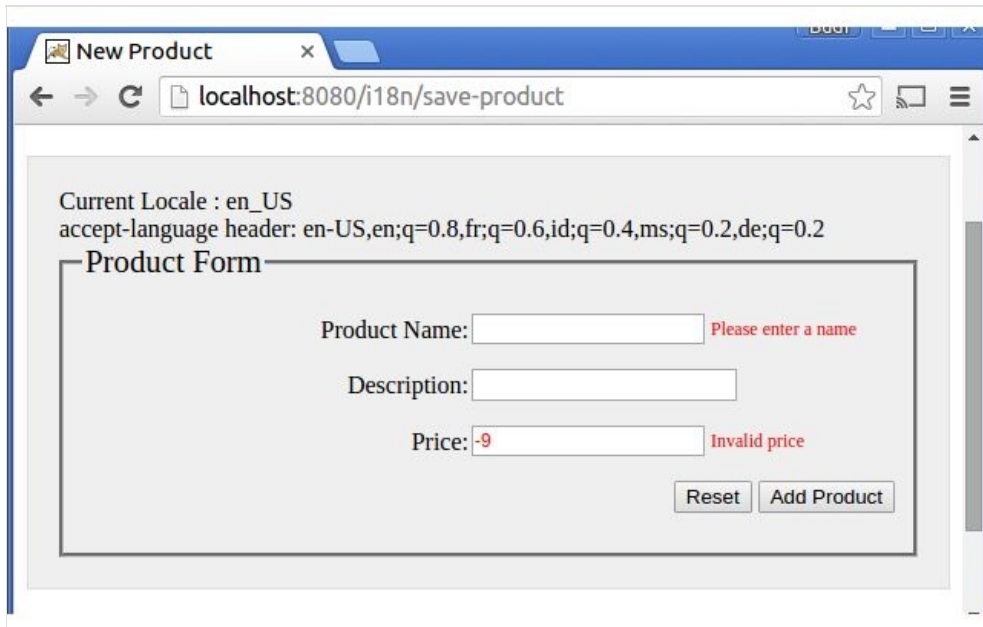 New Product
localhost:8080/i18n/save-product
Current Locale : en_US
accept-language header: en-US,en;q=0.8,fr;q=0.6,id;q=0.4,ms;q=0.2,de;q=0.2
Product Form
Product Name: Please enter a name
Description:
Price: -9 Invalid price
Reset Add Product